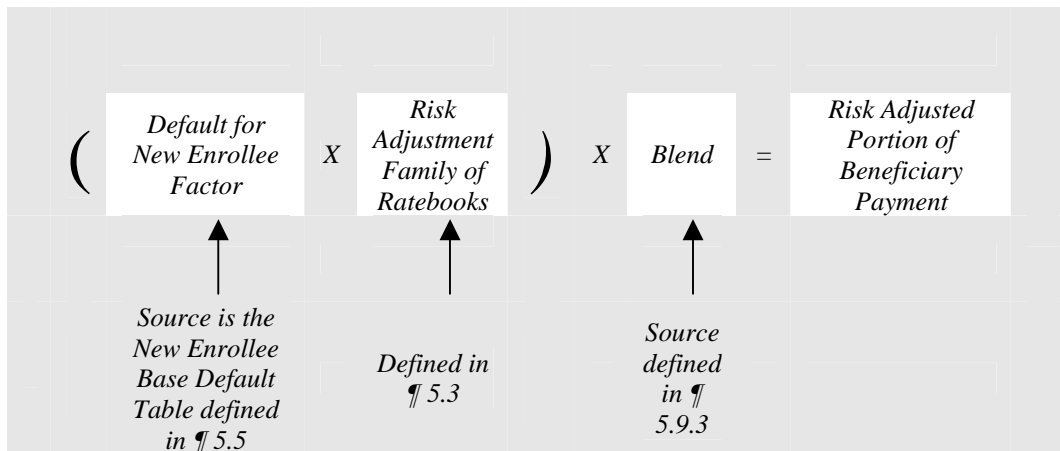 (
Default for
New Enrollee
Factor
X
Risk
Adjustment
Family of
Ratebooks
)
X
Blend
=
Risk Adjusted
Portion of
Beneficiary
Payment
Source is the
New Enrollee
Base Default
Table defined
in ¶ 5.5
Defined in
¶ 5.3
Source
defined
in ¶
5.9.3